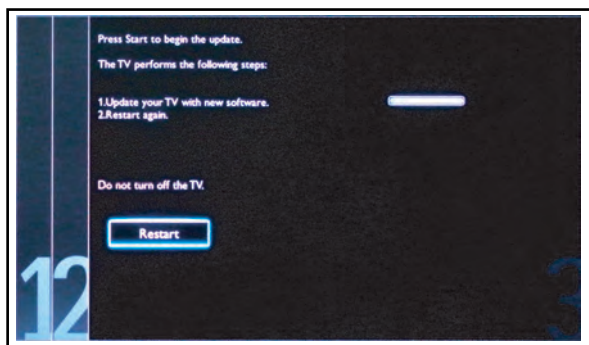 Press Start to begin the update.
The TV performs the following steps:
1.Update your TV with new software.
2.Restart again.
Do not turn off the TV.
Restart
12
3